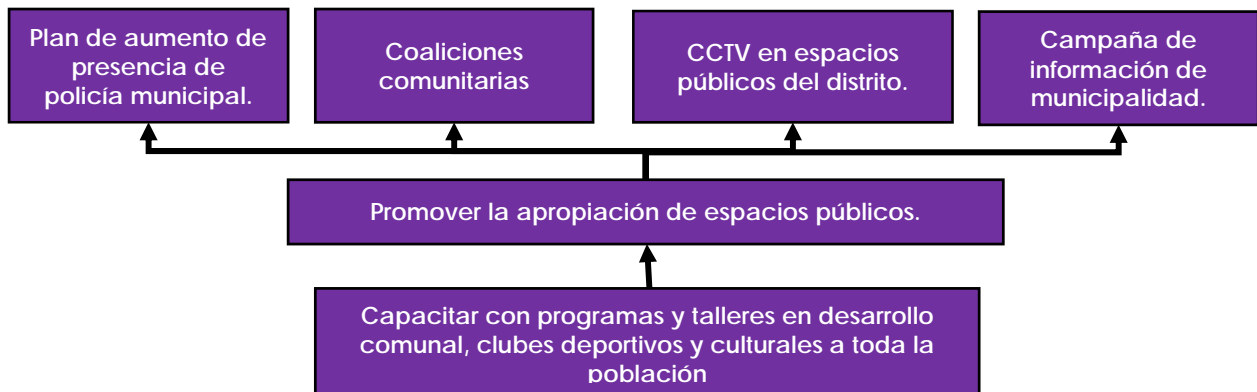 Plan de aumento de
presencia de
policía municipal.
Coaliciones
comunitarias
CCTV en espacios
públicos del distrito.
Campaña de
información de
municipalidad.
Promover la apropiación de espacios públicos.
Capacitar con programas y talleres en desarrollo
comunal, clubes deportivos y culturales a toda la
población